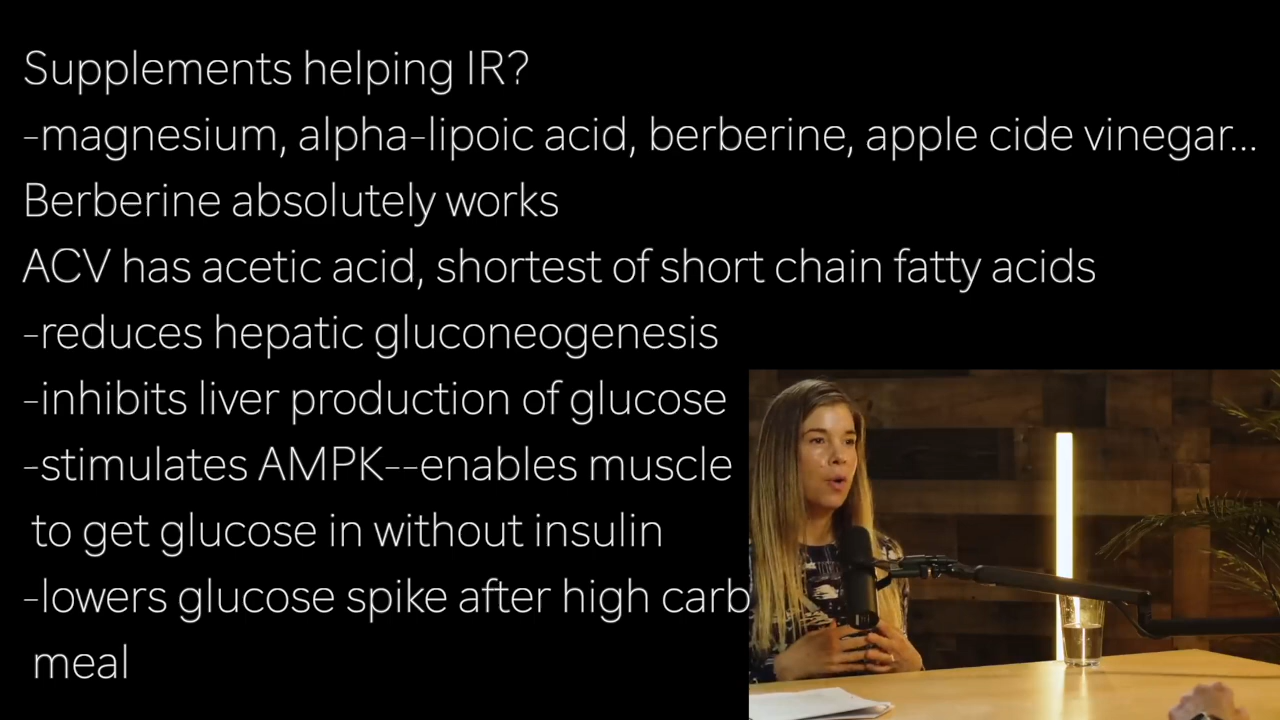 Supplements helping IR?
-magnesium, alpha-lipoic acid, berberine, apple cide vinegar...
Berberine absolutely works
ACV has acetic acid, shortest of short chain fatty acids
-reduces hepatic gluconeogenesis
-inhibits liver production of glucose
-stimulates AMPK--enables muscle
to get glucose in without insulin
-lowers glucose spike after high carb
meal